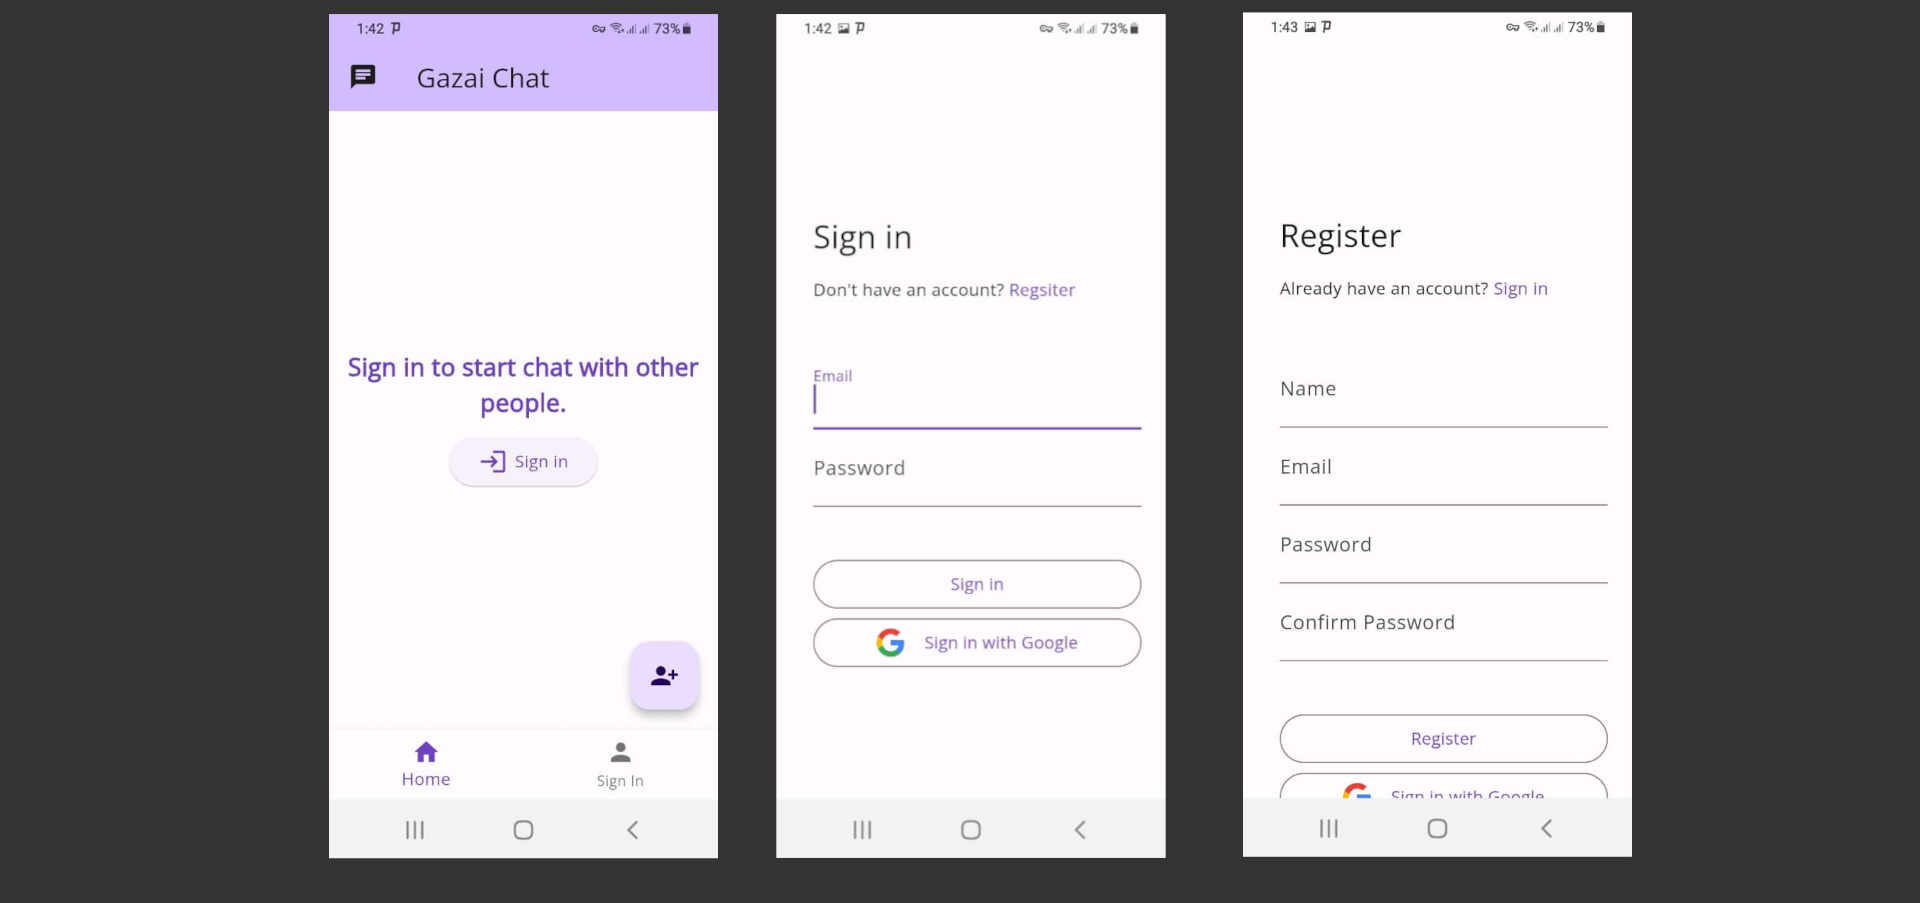 1:42
73%
Gazai Chat
Sign in to start chat with other
people.
Sign in
Home
Sign In
1:42
73%
Sign in
Don't have an account? Regsiter
Email
Password
Sign in
Sign in with Google
1:43
73%
Register
Already have an account? Sign in
Name
Email
Password
Confirm Password
Register
Sign in with Google